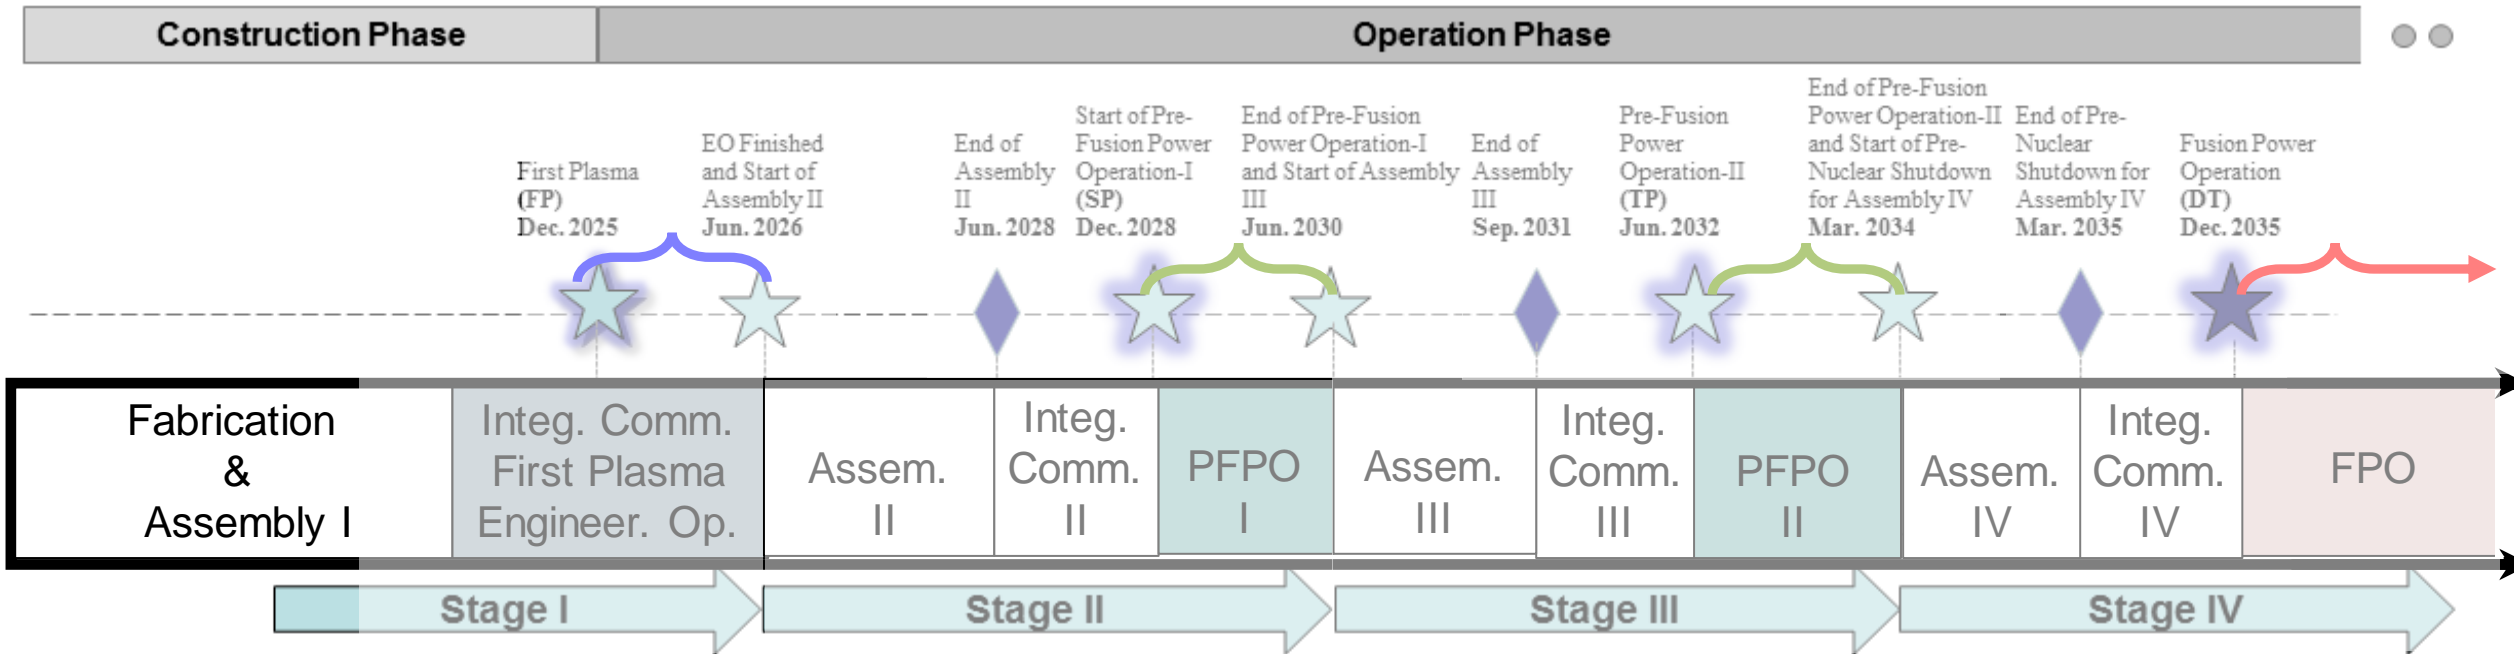 Construction Phase
Operation Phase
First Plasma
(FP)
Dec. 2025
EO Finished
and Start of
Assembly II
Jun. 2026
End of
Assembly
II
Jun. 2028
Start of Pre-
Fusion Power
Operation-I
(SP)
Dec. 2028
End of Pre-Fusion
Power Operation-I
and Start of Assembly
III
Jun. 2030
End of
Assembly
III
Sep. 2031
Pre-Fusion
Power
Operation-II
(TP)
Jun. 2032
End of Pre-Fusion
Power Operation-II
and Start of Pre-
Nuclear Shutdown
for Assembly IV
Mar. 2034
End of Pre-
Nuclear
Shutdown for
Assembly IV
Mar. 2035
Fusion Power
Operation
(DT)
Dec. 2035
Fabrication
&
Assembly I
Integ. Comm.
First Plasma
Engineer. Op.
Assem.
II
Integ.
Comm.
II
PFPO
I
Assem.
III
Integ.
Comm.
III
PFPO
II
Assem.
IV
Integ.
Comm.
IV
FPO
Stage I
Stage II
Stage III
Stage IV